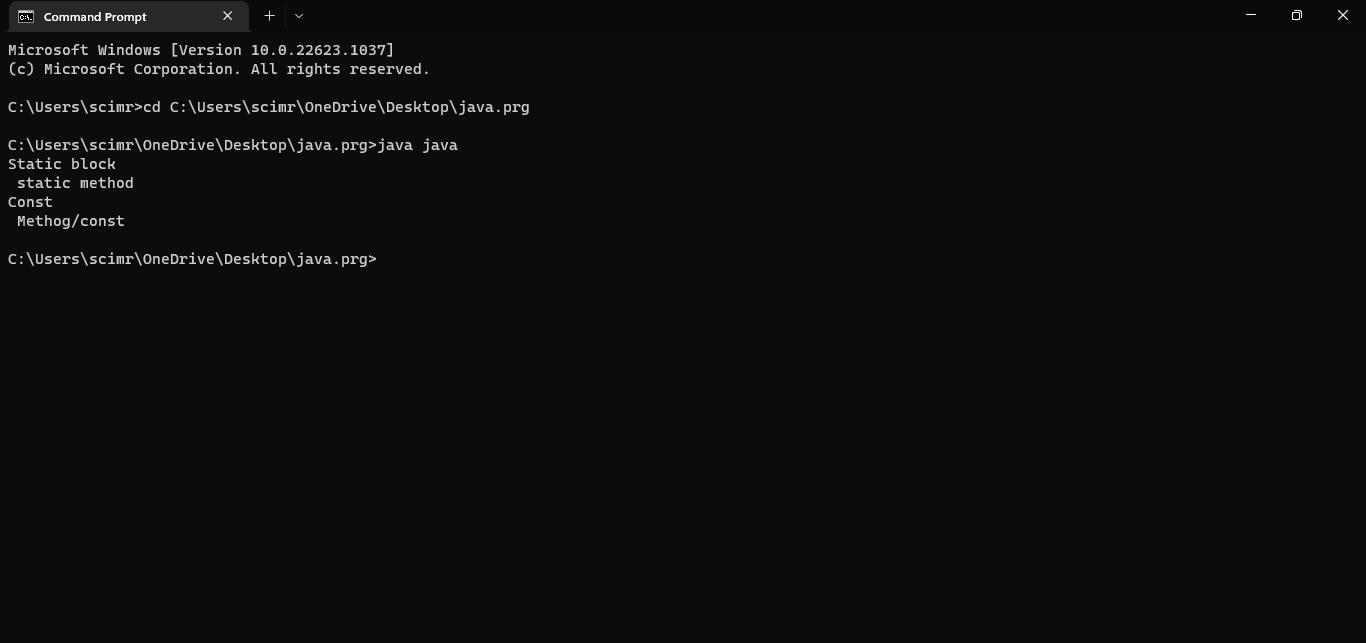 Command Prompt
Microsoft Windows [Version 10.0.22623.1037]
(c) Microsoft Corporation. All rights reserved.
C:\Users\scimr>cd C:\Users\scimr\OneDrive\Desktop\java.prg
C:\Users\scimr\OneDrive\Desktop\java.prg>java java
Static block
 static method
Const
 Methog/const
C:\Users\scimr\OneDrive\Desktop\java.prg>